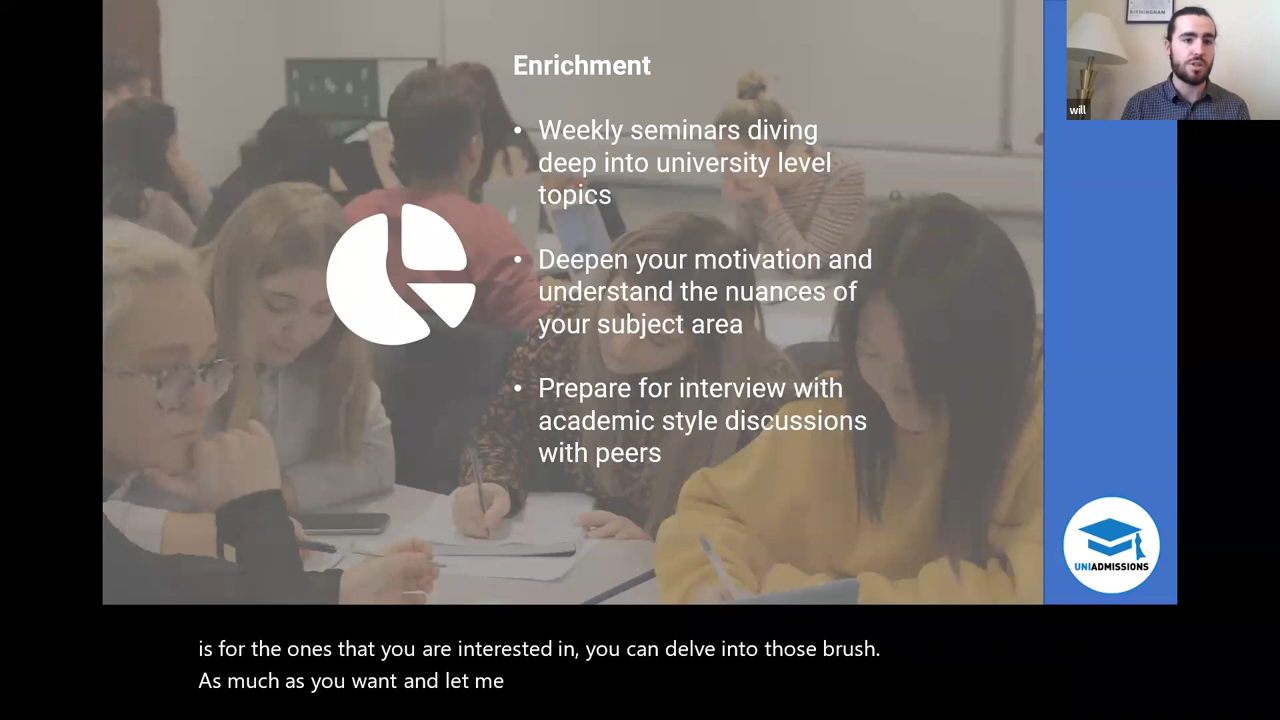 Enrichment
• Weekly seminars diving
deep into university level
topics
• Deepen your motivation and
understand the nuances of
your subject area
• Prepare for interview with
academic style discussions
with peers
BIRMINGHAM
will
UNIADMISSIONS
is for the ones that you are interested in, you can delve into those brush.
As much as you want and let me